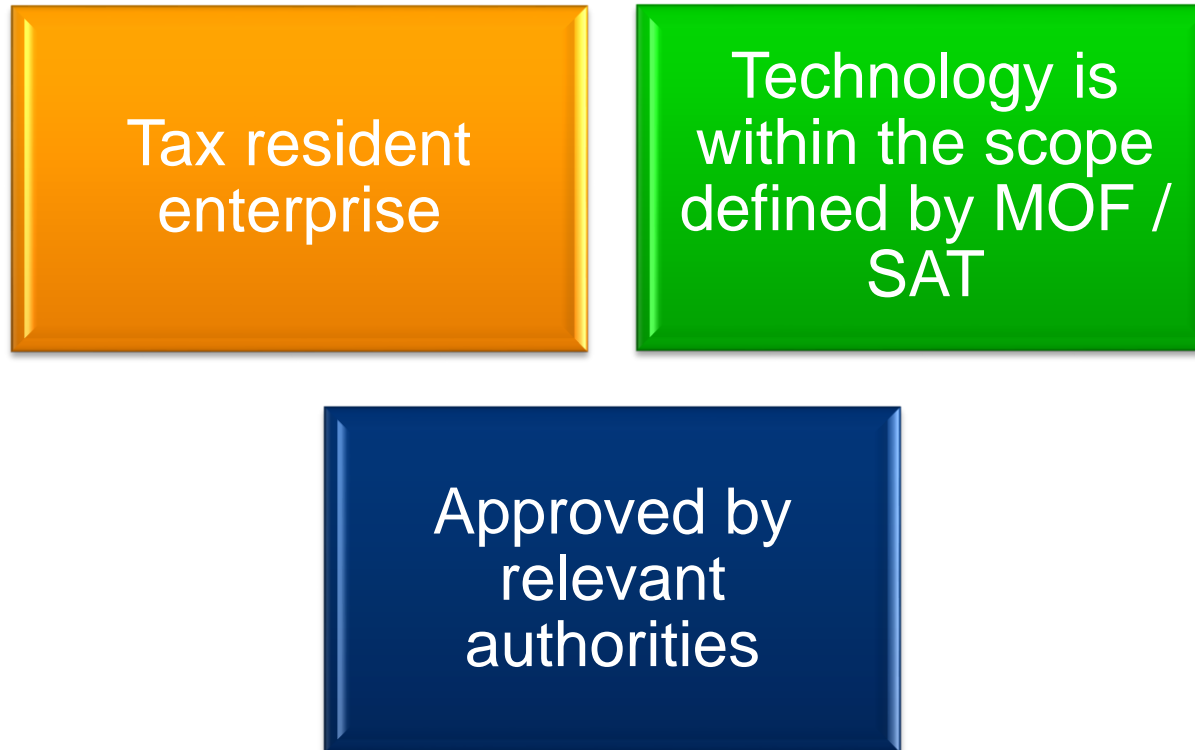 Tax resident
enterprise
Technology is
within the scope
defined by MOF /
SAT
Approved by
relevant
authorities